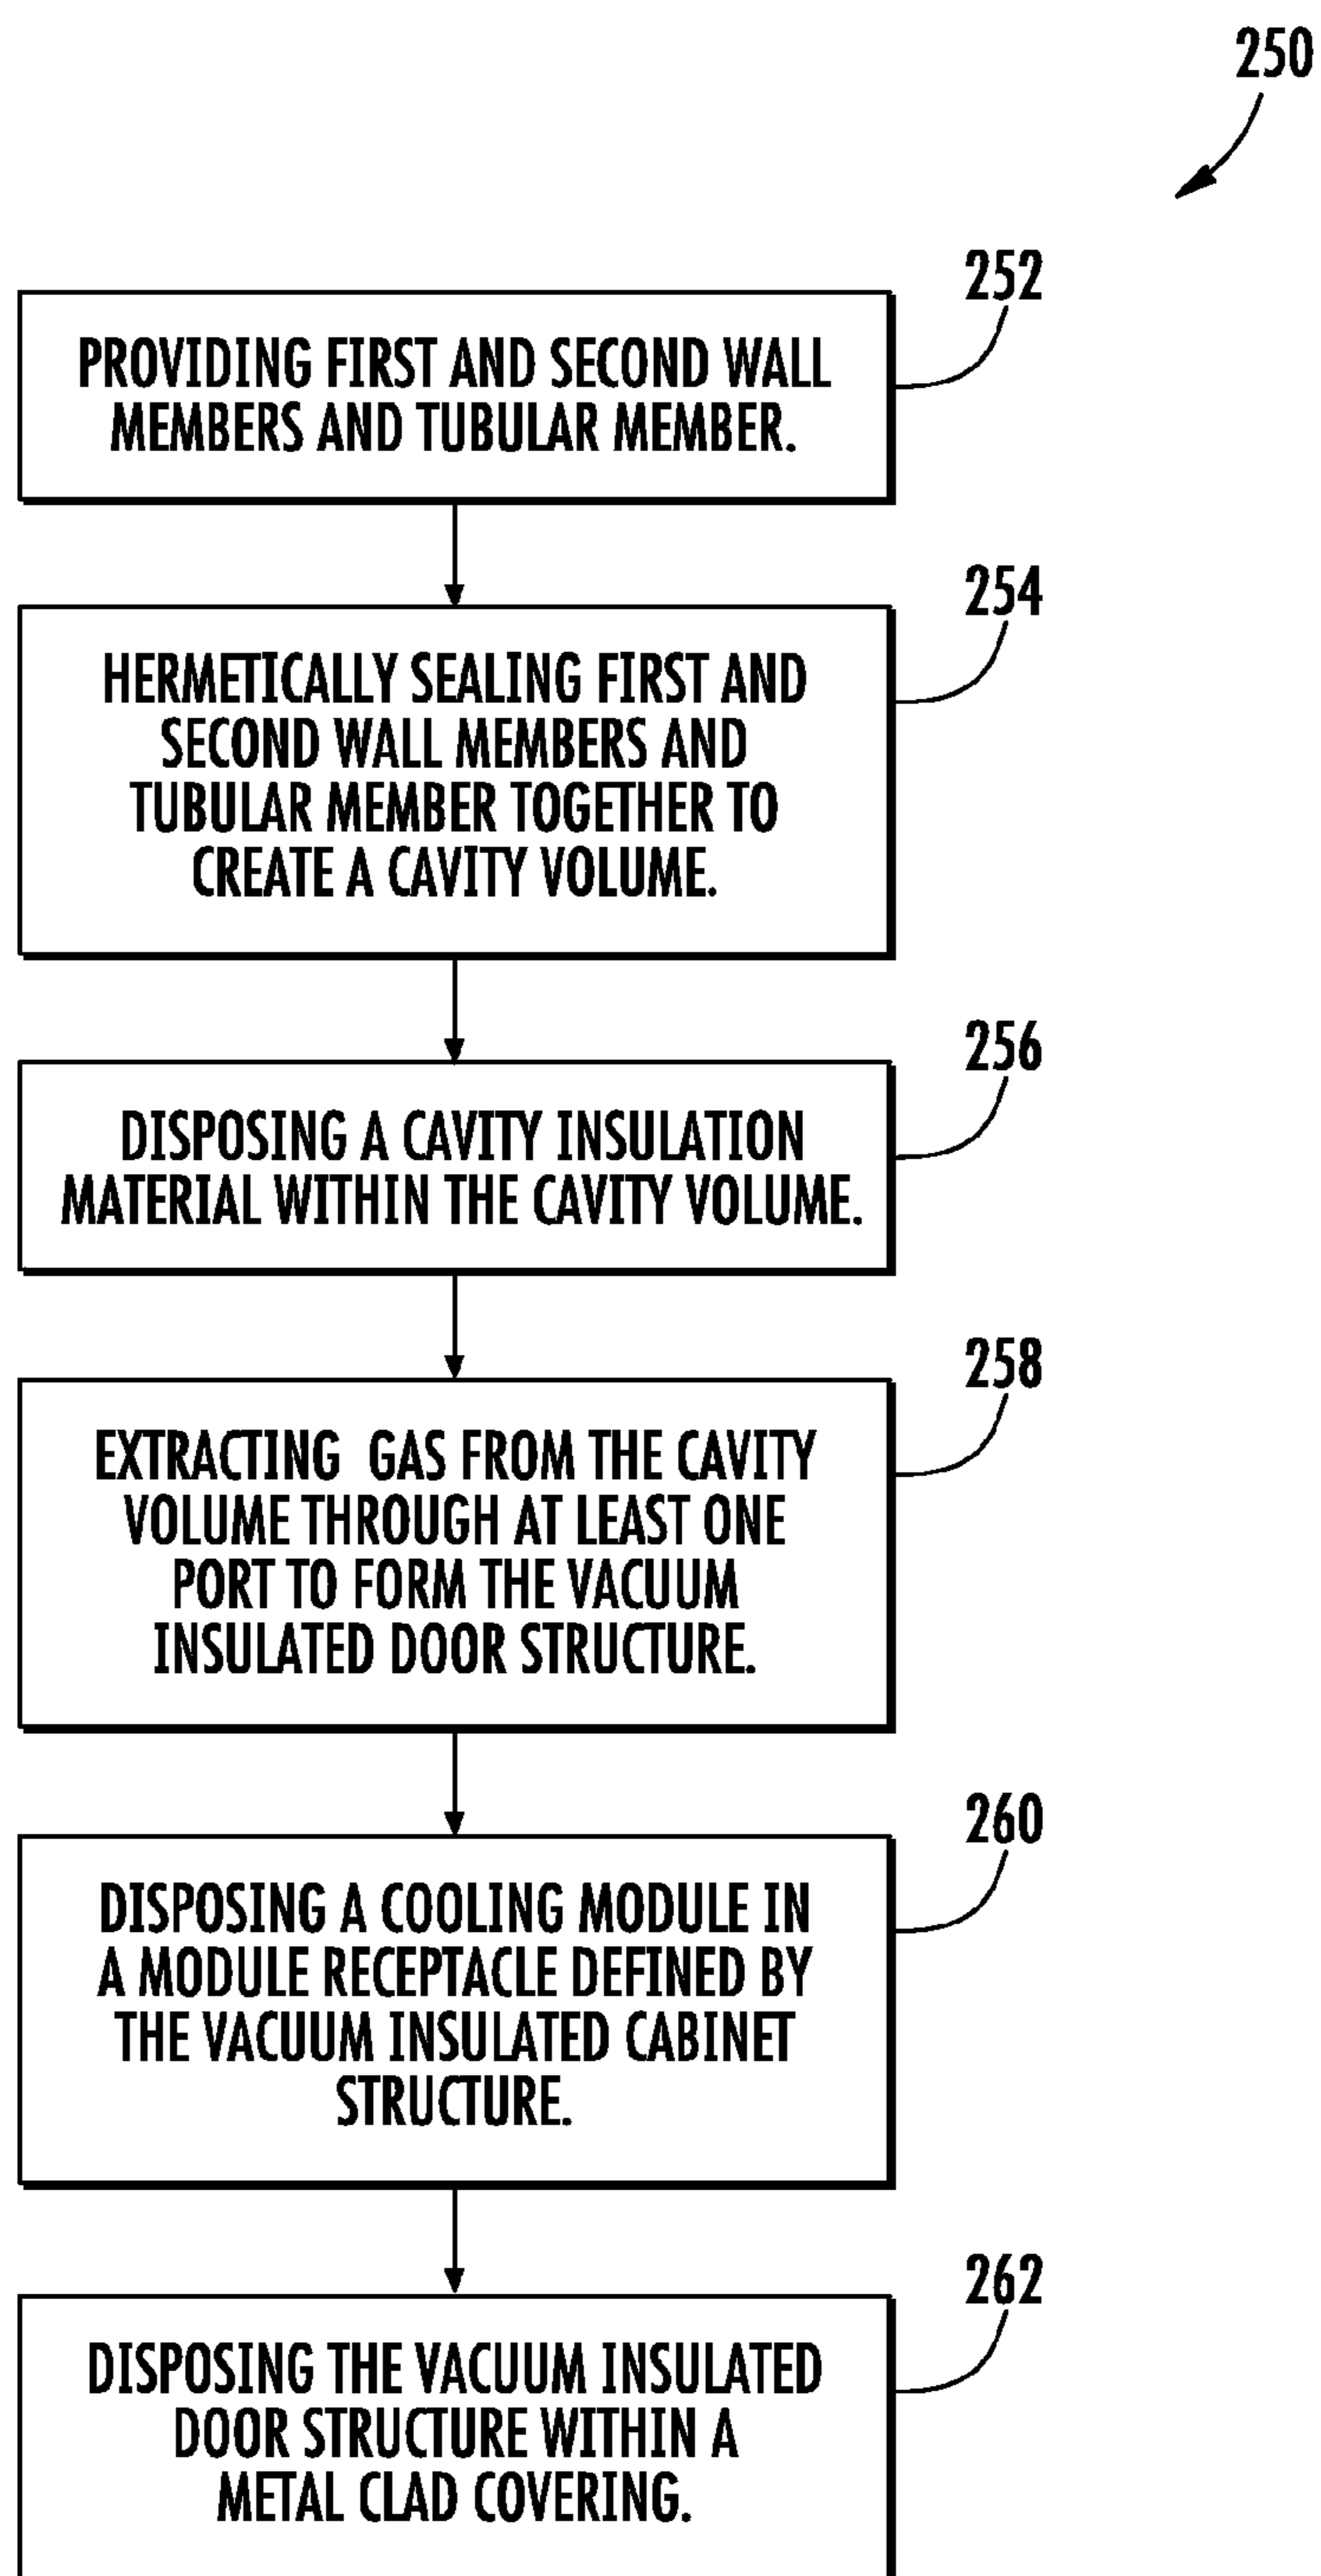 250
252
PROVIDING FIRST AND SECOND WALL
MEMBERS AND TUBULAR MEMBER.
254
HERMETICALLY SEALING FIRST AND
SECOND WALL MEMBERS AND
TUBULAR MEMBER TOGETHER TO
CREATE A CAVITY VOLUME.
256
DISPOSING A CAVITY INSULATION
MATERIAL WITHIN THE CAVITY VOLUME.
258
EXTRACTING GAS FROM THE CAVITY
VOLUME THROUGH AT LEAST ONE
PORT TO FORM THE VACUUM
INSULATED DOOR STRUCTURE.
260
DISPOSING A COOLING MODULE IN
A MODULE RECEPTACLE DEFINED BY
THE VACUUM INSULATED CABINET
STRUCTURE.
262
DISPOSING THE VACUUM INSULATED
DOOR STRUCTURE WITHIN A
METAL CLAD COVERING.